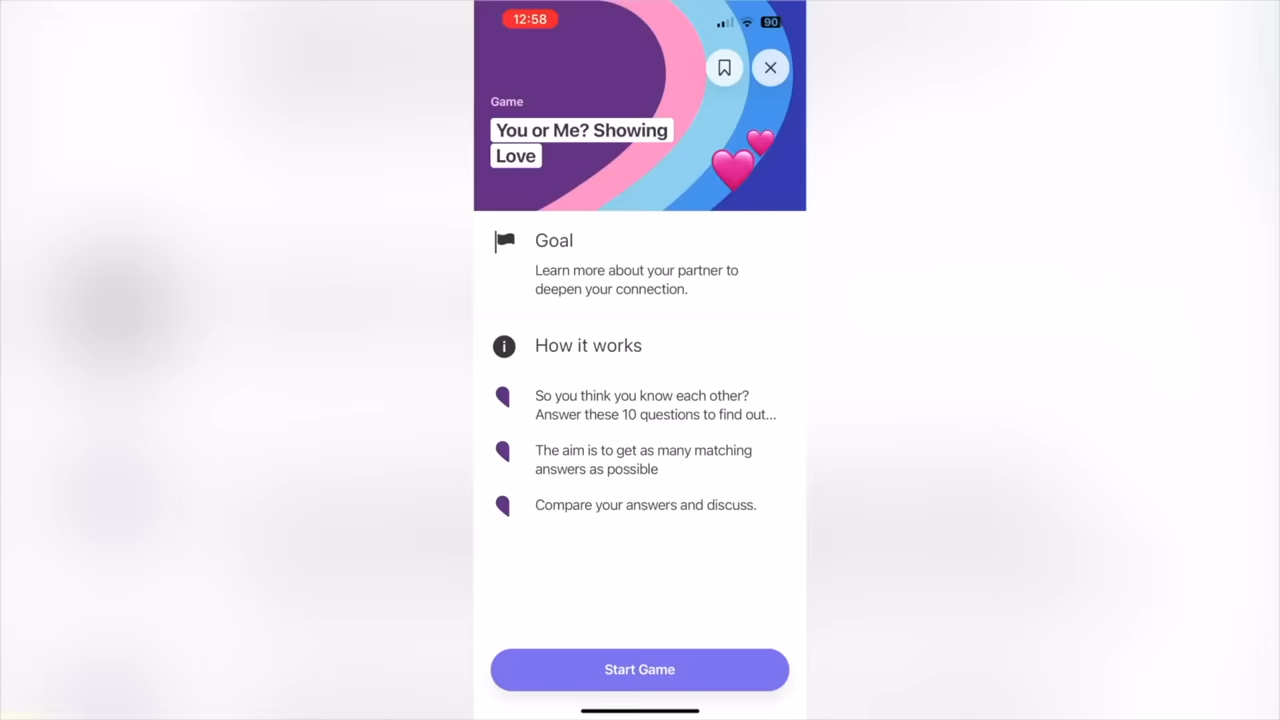 12:58
90
Game
You or Me? Showing
Love
Goal
Learn more about your partner to
deepen your connection.
How it works
So you think you know each other?
Answer these 10 questions to find out...
The aim is to get as many matching
answers as possible
Compare your answers and discuss.
Start Game